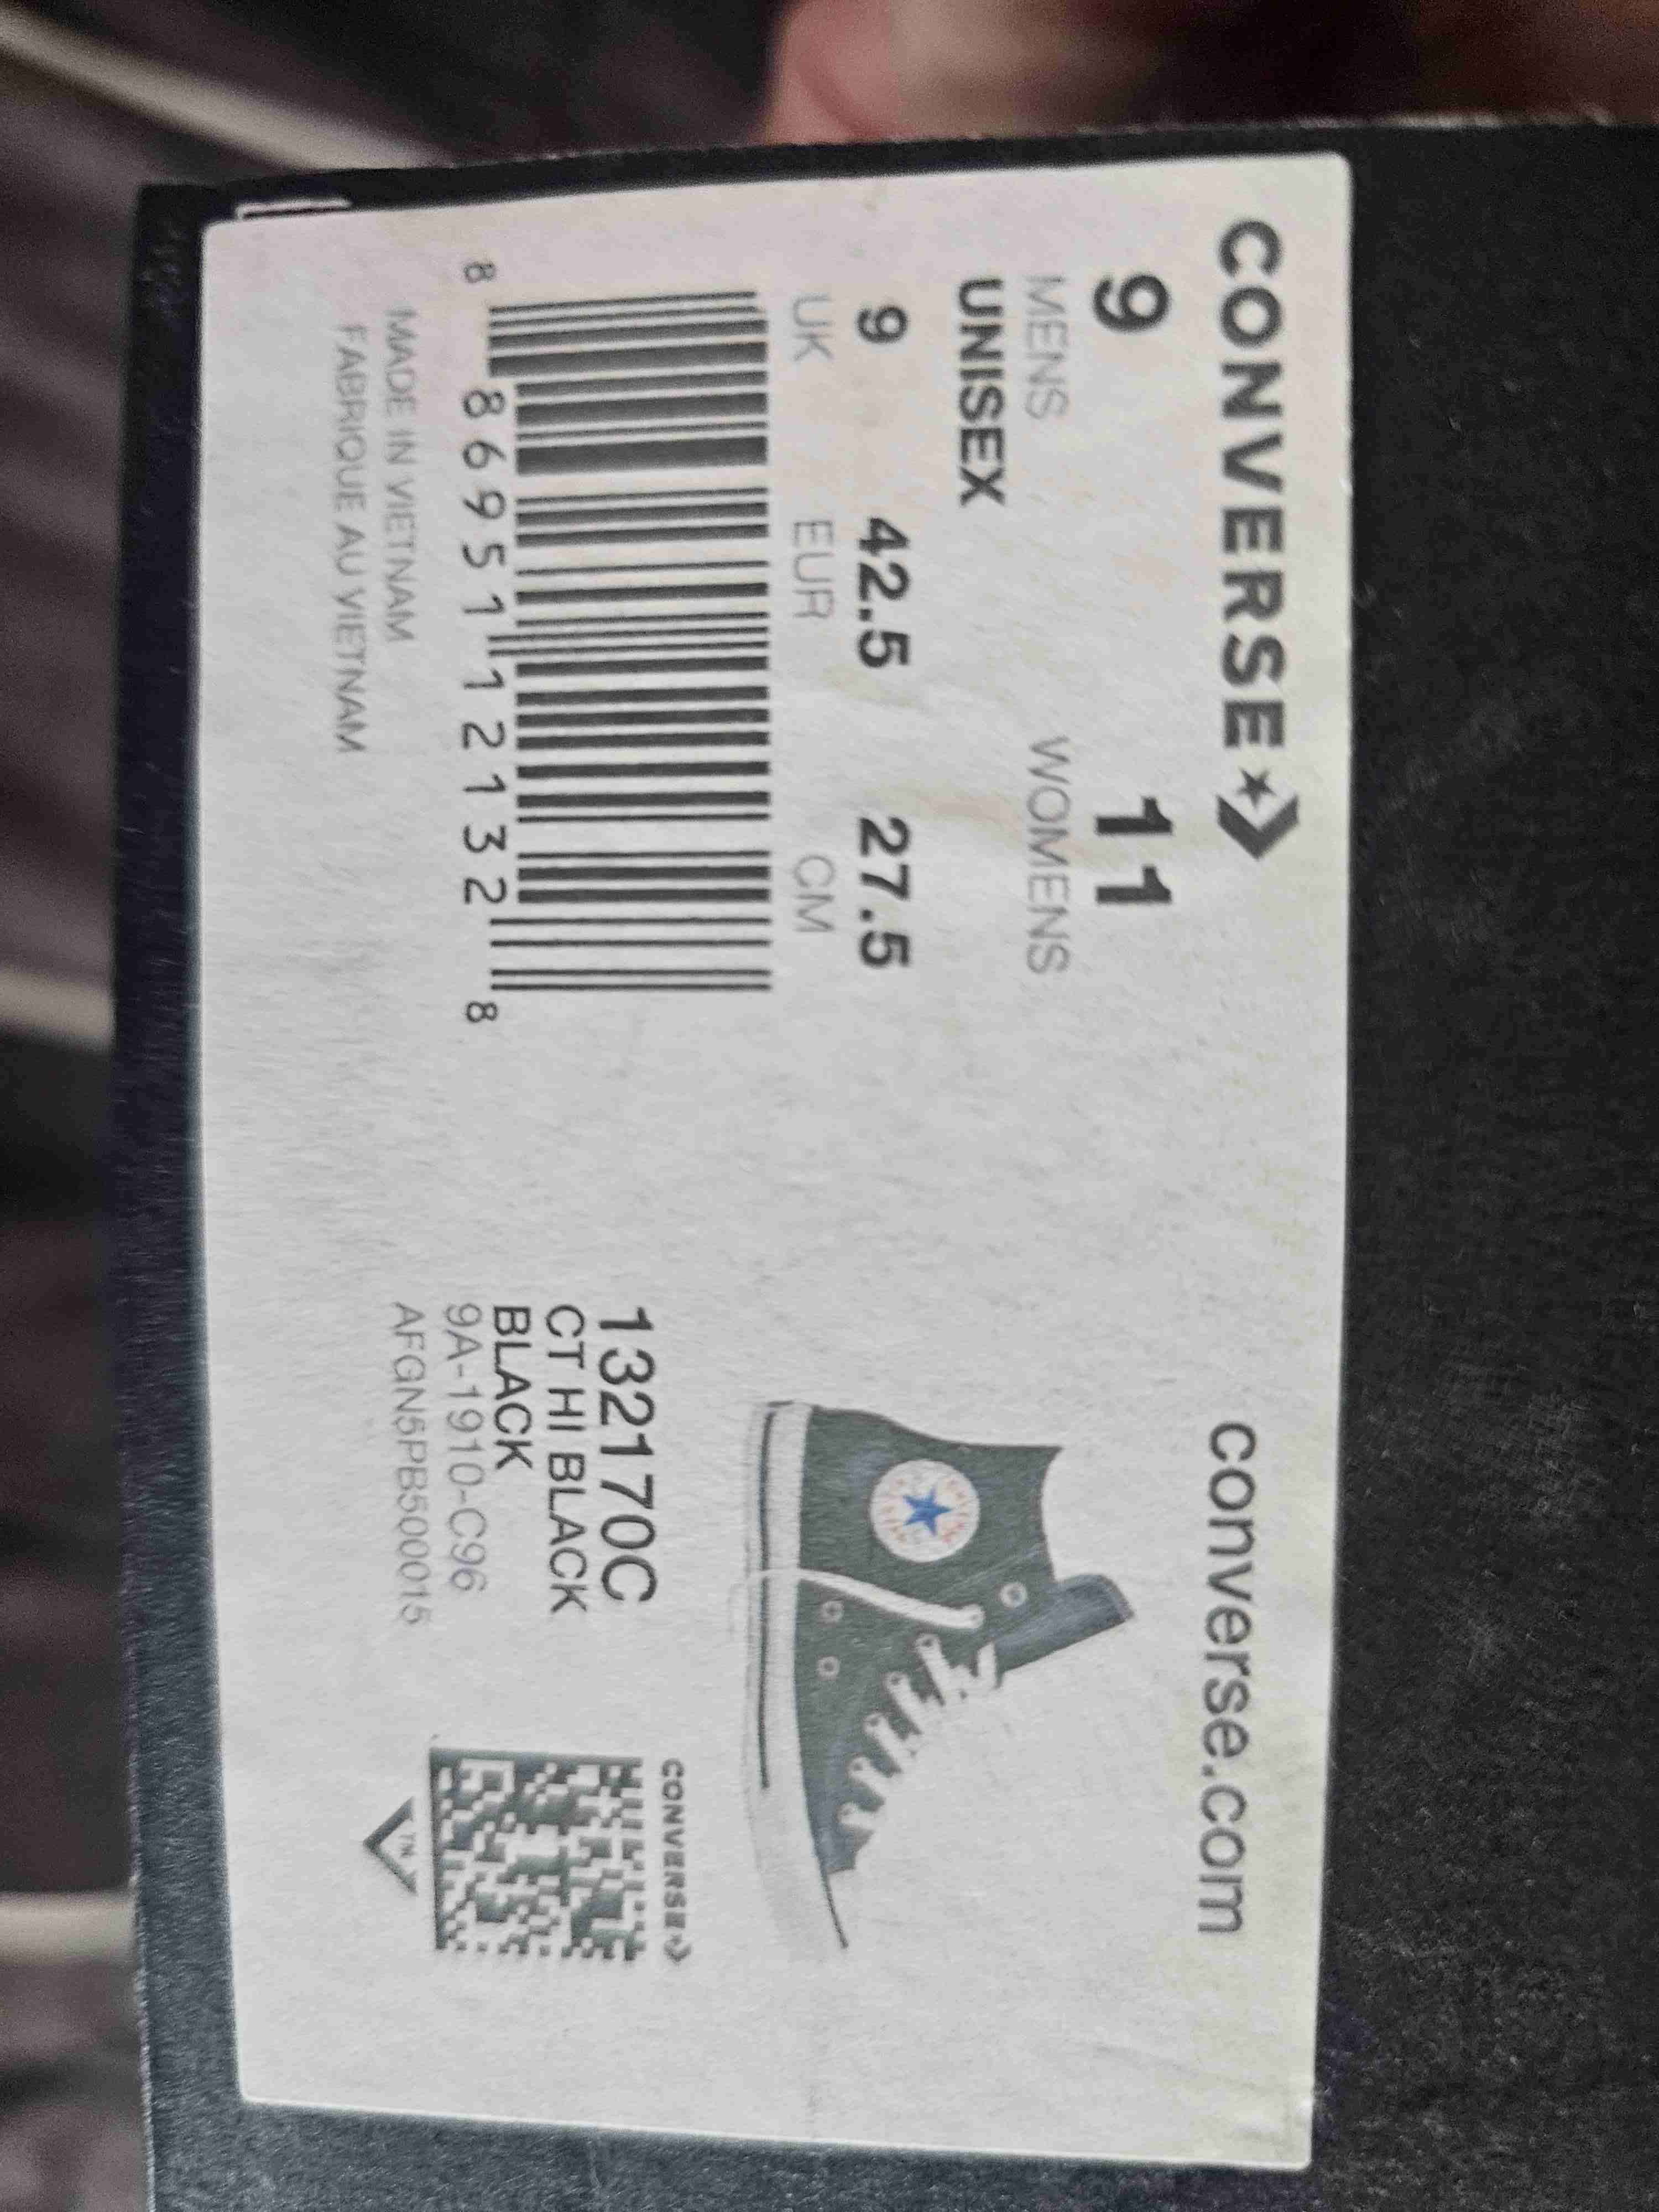 CONVERSE
converse.com
9 11
MENS WOMENS
UNISEX
9 42.5 27.5
UK EUR CM
8 86951 12132 8
MADE IN VIETNAM
FABRIQUE AU VIETNAM
132170C
CT HI BLACK
BLACK
9A-1910-C96
AFGN5PB500015
CONVERSE